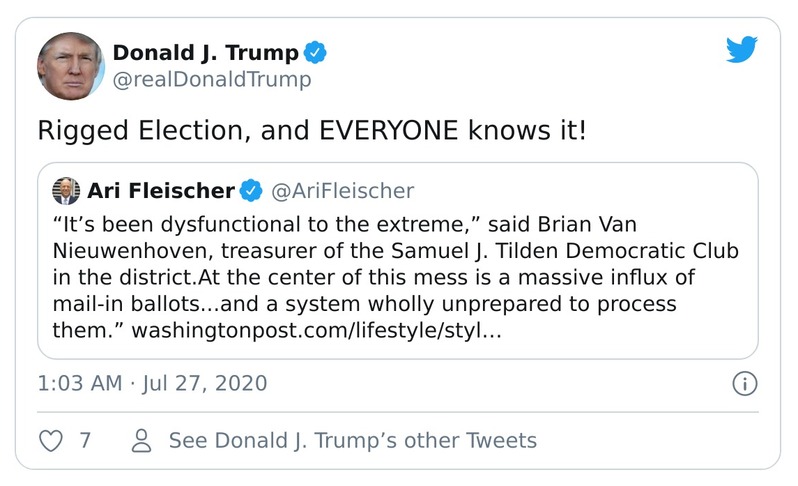 Donald J. Trump
@realDonaldTrump
Rigged Election, and EVERYONE knows it!
Ari Fleischer @AriFleischer
“It’s been dysfunctional to the extreme,” said Brian Van
Nieuwenhoven, treasurer of the Samuel J. Tilden Democratic Club
in the district.At the center of this mess is a massive influx of
mail-in ballots...and a system wholly unprepared to process
them.” washingtonpost.com/lifestyle/styl…
1:03 AM · Jul 27, 2020
7 See Donald J. Trump’s other Tweets